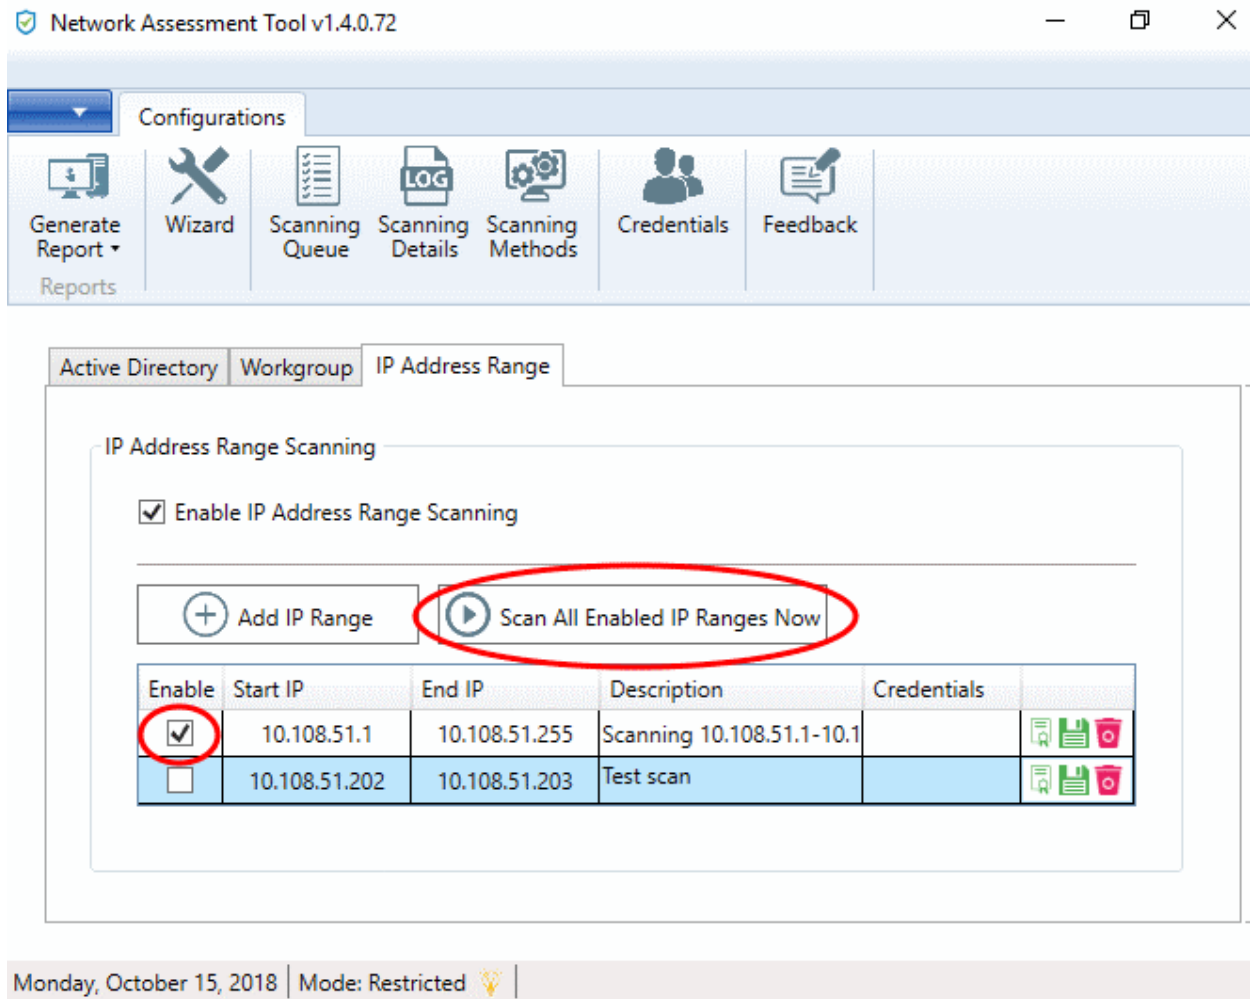 Network Assessment Tool v1.4.0.72
Configurations
Generate Report
Wizard
Scanning Queue
LOG
Scanning Details
Scanning Methods
Credentials
Feedback
Reports
Active Directory Workgroup IP Address Range
IP Address Range Scanning
Enable IP Address Range Scanning
Add IP Range Scan All Enabled IP Ranges Now
Enable Start IP End IP Description Credentials
10.108.51.1 10.108.51.255 Scanning 10.108.51.1-10.1
10.108.51.202 10.108.51.203 Test scan
Monday, October 15, 2018 Mode: Restricted